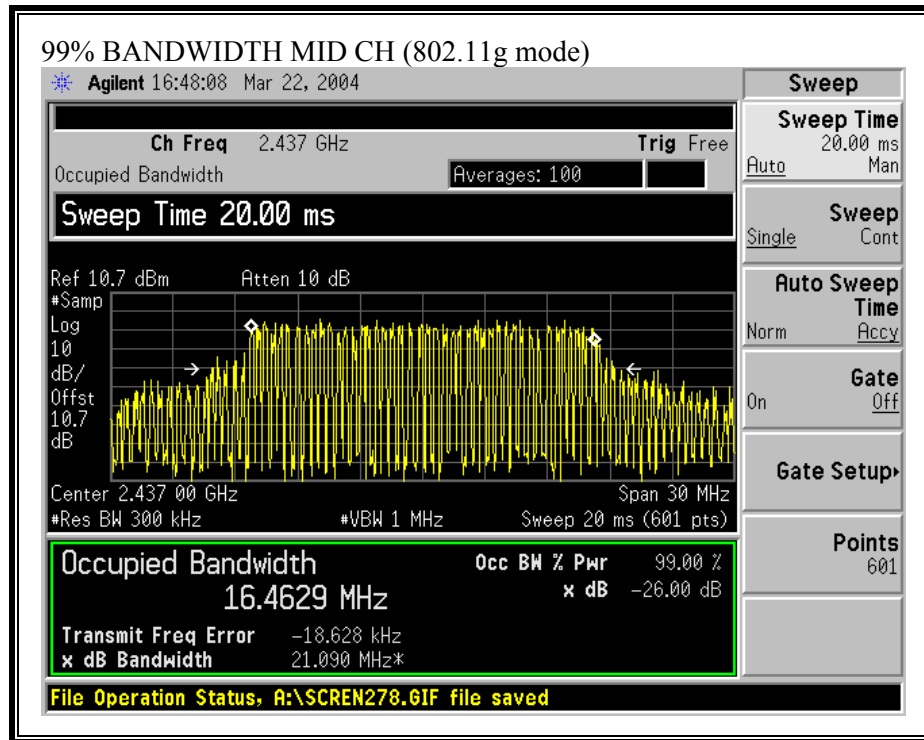 99% BANDWIDTH MID CH (802.11g mode)
Agilent 16:48:08 Mar 22, 2004
Ch Freq 2.437 GHz Trig Free
Occupied Bandwidth Averages: 100
Sweep Time 20.00 ms
Ref 10.7 dBm Atten 10 dB
#Samp
Log
10
dB/
Offst
10.7
dB
Center 2.437 00 GHz Span 30 MHz
#Res BW 300 kHz #VBW 1 MHz Sweep 20 ms (601 pts)
Occupied Bandwidth Occ BW % Pwr 99.00 %
16.4629 MHz x dB -26.00 dB
Transmit Freq Error -18.628 kHz
x dB Bandwidth 21.090 MHz*
File Operation Status, A:\SCREN278.GIF file saved
Sweep
Sweep Time
20.00 ms
Auto Man
Sweep
Single Cont
Auto Sweep
Time
Norm Accy
Gate
On Off
Gate Setup
Points
601